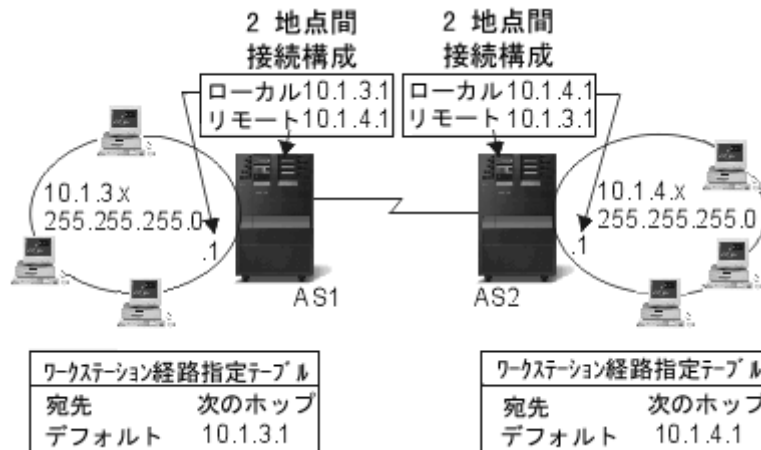 2 地点間
接続構成
ローカル10.1.3.1
リモート10.1.4.1
2 地点間
接続構成
ローカル10.1.4.1
リモート10.1.3.1
10.1.3.x
255.255.255.0
.1
AS1
10.1.4.x
255.255.255.0
.1
AS2
ワークステーション経路指定テーブル
宛先 次のホップ
デフォルト 10.1.3.1
ワークステーション経路指定テーブル
宛先 次のホップ
デフォルト 10.1.4.1